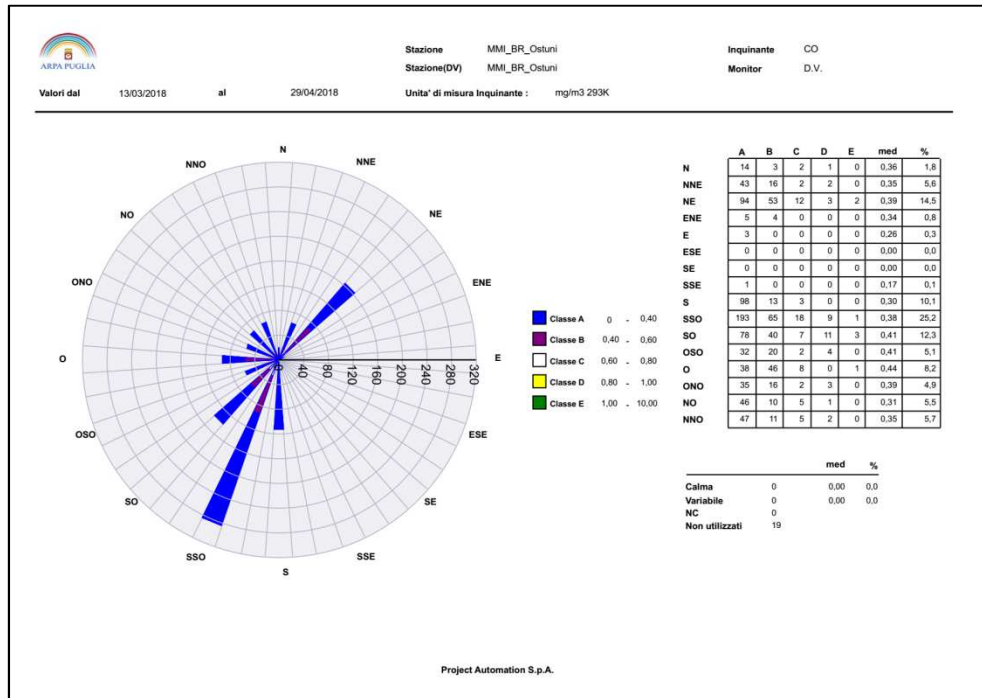 ARPA PUGLIA
Stazione MMI_BR_Ostuni Inquinante CO
Stazione(DV) MMI_BR_Ostuni Monitor D.V.
Valori dal 13/03/2018 al 29/04/2018 Unita' di misura Inquinante : mg/m3 293K
N
NNE
NE
ENE
E
ESE
SE
SSE
S
SSO
SO
OSO
O
ONO
NO
NNO
0 40 80 120 160 200 240 280 320
Classe A 0 - 0,40
Classe B 0,40 - 0,60
Classe C 0,60 - 0,80
Classe D 0,80 - 1,00
Classe E 1,00 - 10,00
A B C D E med %
N 14 3 2 1 0 0,36 1,8
NNE 43 16 2 2 0 0,35 5,6
NE 94 53 12 3 2 0,39 14,5
ENE 5 4 0 0 0 0,34 0,8
E 3 0 0 0 0 0,26 0,3
ESE 0 0 0 0 0 0,00 0,0
SE 0 0 0 0 0 0,00 0,0
SSE 1 0 0 0 0 0,17 0,1
S 98 13 3 0 0 0,30 10,1
SSO 193 65 18 9 1 0,38 25,2
SO 78 40 7 11 3 0,41 12,3
OSO 32 20 2 4 0 0,41 5,1
O 38 46 8 0 1 0,44 8,2
ONO 35 16 2 3 0 0,39 4,9
NO 46 10 5 1 0 0,31 5,5
NNO 47 11 5 2 0 0,35 5,7
med %
Calma 0 0,00 0,0
Variabile 0 0,00 0,0
NC 0
Non utilizzati 19
Project Automation S.p.A.